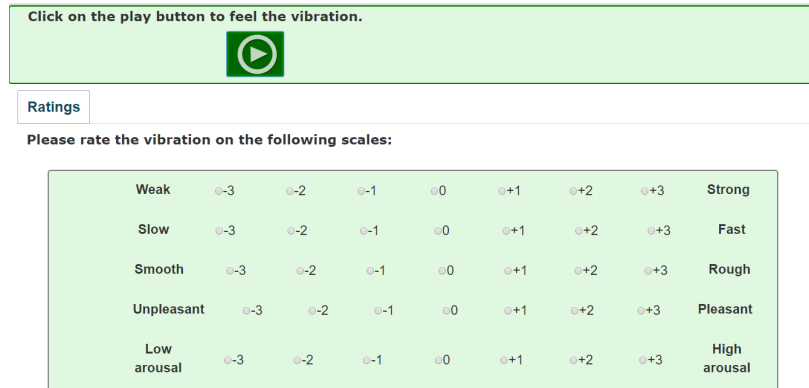 Click on the play button to feel the vibration.
Ratings
Please rate the vibration on the following scales:
Weak -3 -2 -1 0 +1 +2 +3 Strong
Slow -3 -2 -1 0 +1 +2 +3 Fast
Smooth -3 -2 -1 0 +1 +2 +3 Rough
Unpleasant -3 -2 -1 0 +1 +2 +3 Pleasant
Low arousal -3 -2 -1 0 +1 +2 +3 High arousal